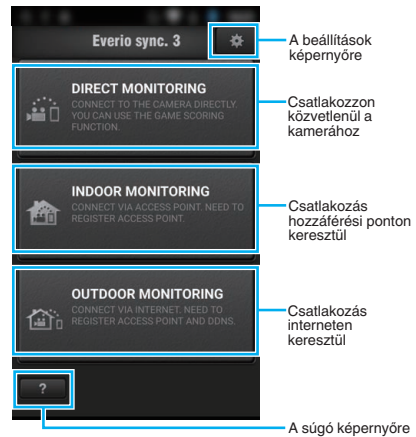 Everio sync. 3
A beállítások
képernyőre
DIRECT MONITORING
CONNECT TO THE CAMERA DIRECTLY.
YOU CAN USE THE GAME SCORING
FUNCTION.
Csatlakozzon
közvetlenül a
kamerához
INDOOR MONITORING
CONNECT VIA ACCESS POINT. NEED TO
REGISTER ACCESS POINT.
Csatlakozás
hozzáférési ponton
keresztül
OUTDOOR MONITORING
CONNECT VIA INTERNET. NEED TO
REGISTER ACCESS POINT AND DDNS.
Csatlakozás
interneten
keresztül
?
A súgó képernyőre